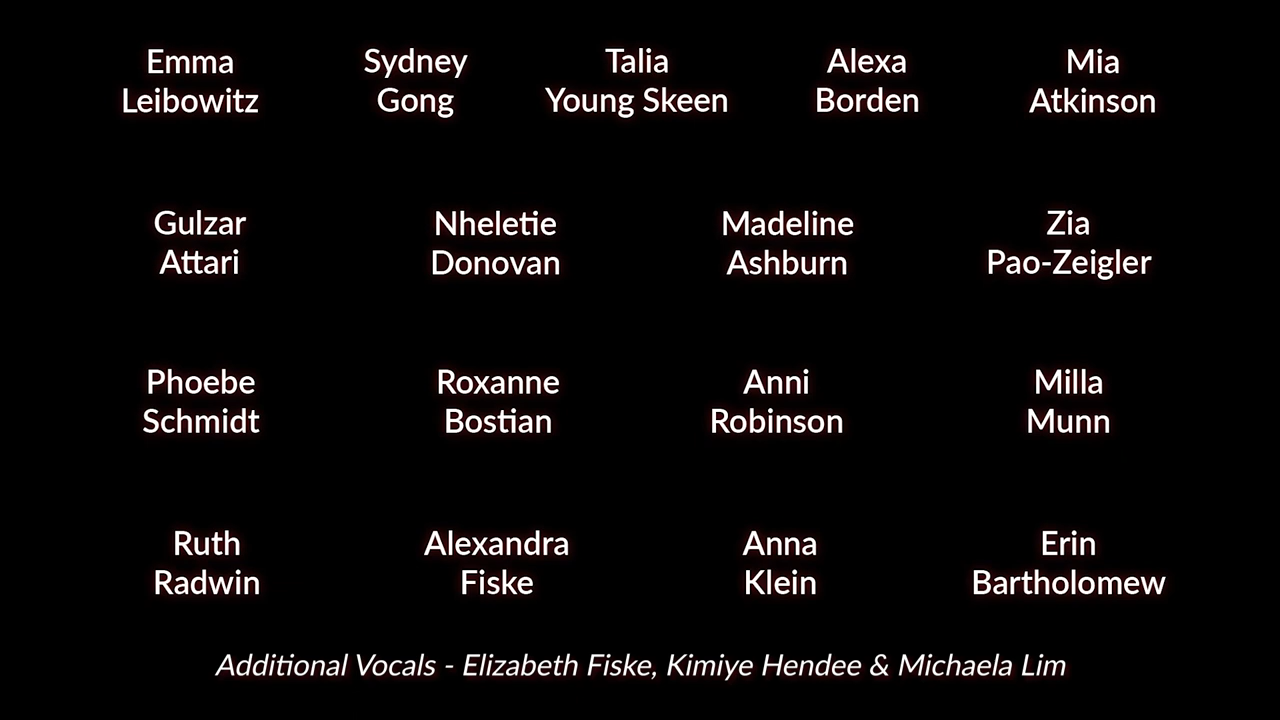 Emma Leibowitz
Sydney Gong
Talia Young Skeen
Alexa Borden
Mia Atkinson
Gulzar Attari
Nheletie Donovan
Madeline Ashburn
Zia Pao-Zeigler
Phoebe Schmidt
Roxanne Bostian
Anni Robinson
Milla Munn
Ruth Radwin
Alexandra Fiske
Anna Klein
Erin Bartholomew
Additional Vocals - Elizabeth Fiske, Kimiye Hendee & Michaela Lim